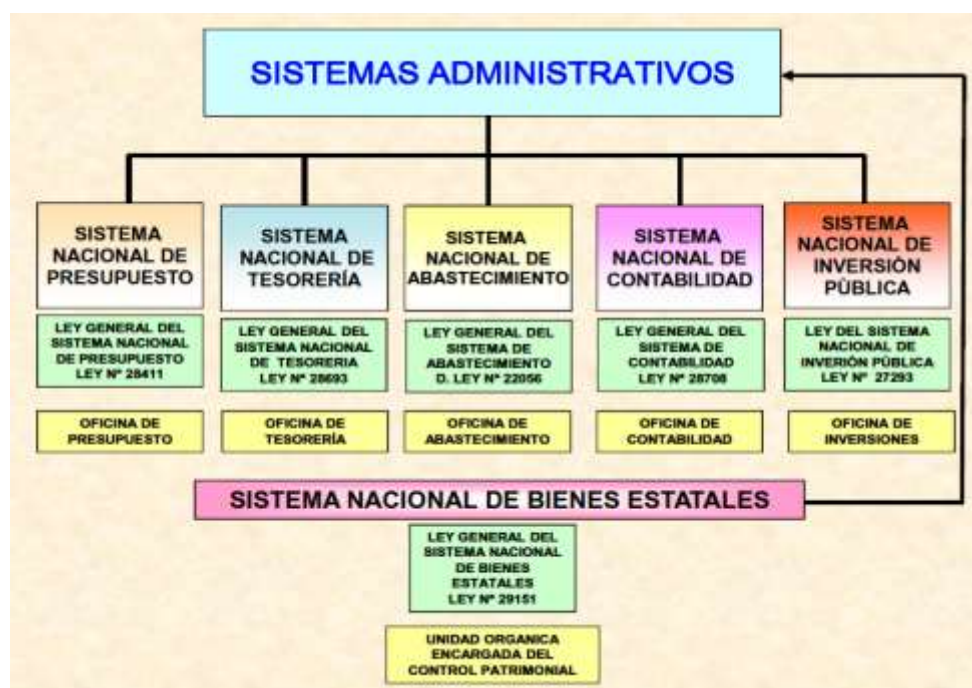 SISTEMAS ADMINISTRATIVOS
SISTEMA
NACIONAL DE
PRESUPUESTO
SISTEMA
NACIONAL DE
TESORERÍA
SISTEMA
NACIONAL DE
ABASTECIMIENTO
SISTEMA
NACIONAL DE
CONTABILIDAD
SISTEMA
NACIONAL DE
INVERSIÓN
PÙBLICA
LEY GENERAL DEL
SISTEMA NACIONAL
DE PRESUPUESTO
LEY Nº 28411
LEY GENERAL DEL
SISTEMA NACIONAL
DE TESORERIA
LEY Nº 28693
LEY GENERAL DEL
SISTEMA DE
ABASTECIMIENTO
D. LEY Nº 22056
LEY GENERAL DEL
SISTEMA DE
CONTABILIDAD
LEY Nº 28708
LEY DEL SISTEMA
NACIONAL DE
INVERIÓN PÙBLICA
LEY Nº 27293
OFICINA DE
PRESUPUESTO
OFICINA DE
TESORERÍA
OFICINA DE
ABASTECIMIENTO
OFICINA DE
CONTABILIDAD
OFICINA DE
INVERSIONES
SISTEMA NACIONAL DE BIENES ESTATALES
LEY GENERAL DEL
SISTEMA NACIONAL
DE BIENES
ESTATALES
LEY Nº 29151
UNIDAD ORGANICA
ENCARGADA DEL
CONTROL PATRIMONIAL